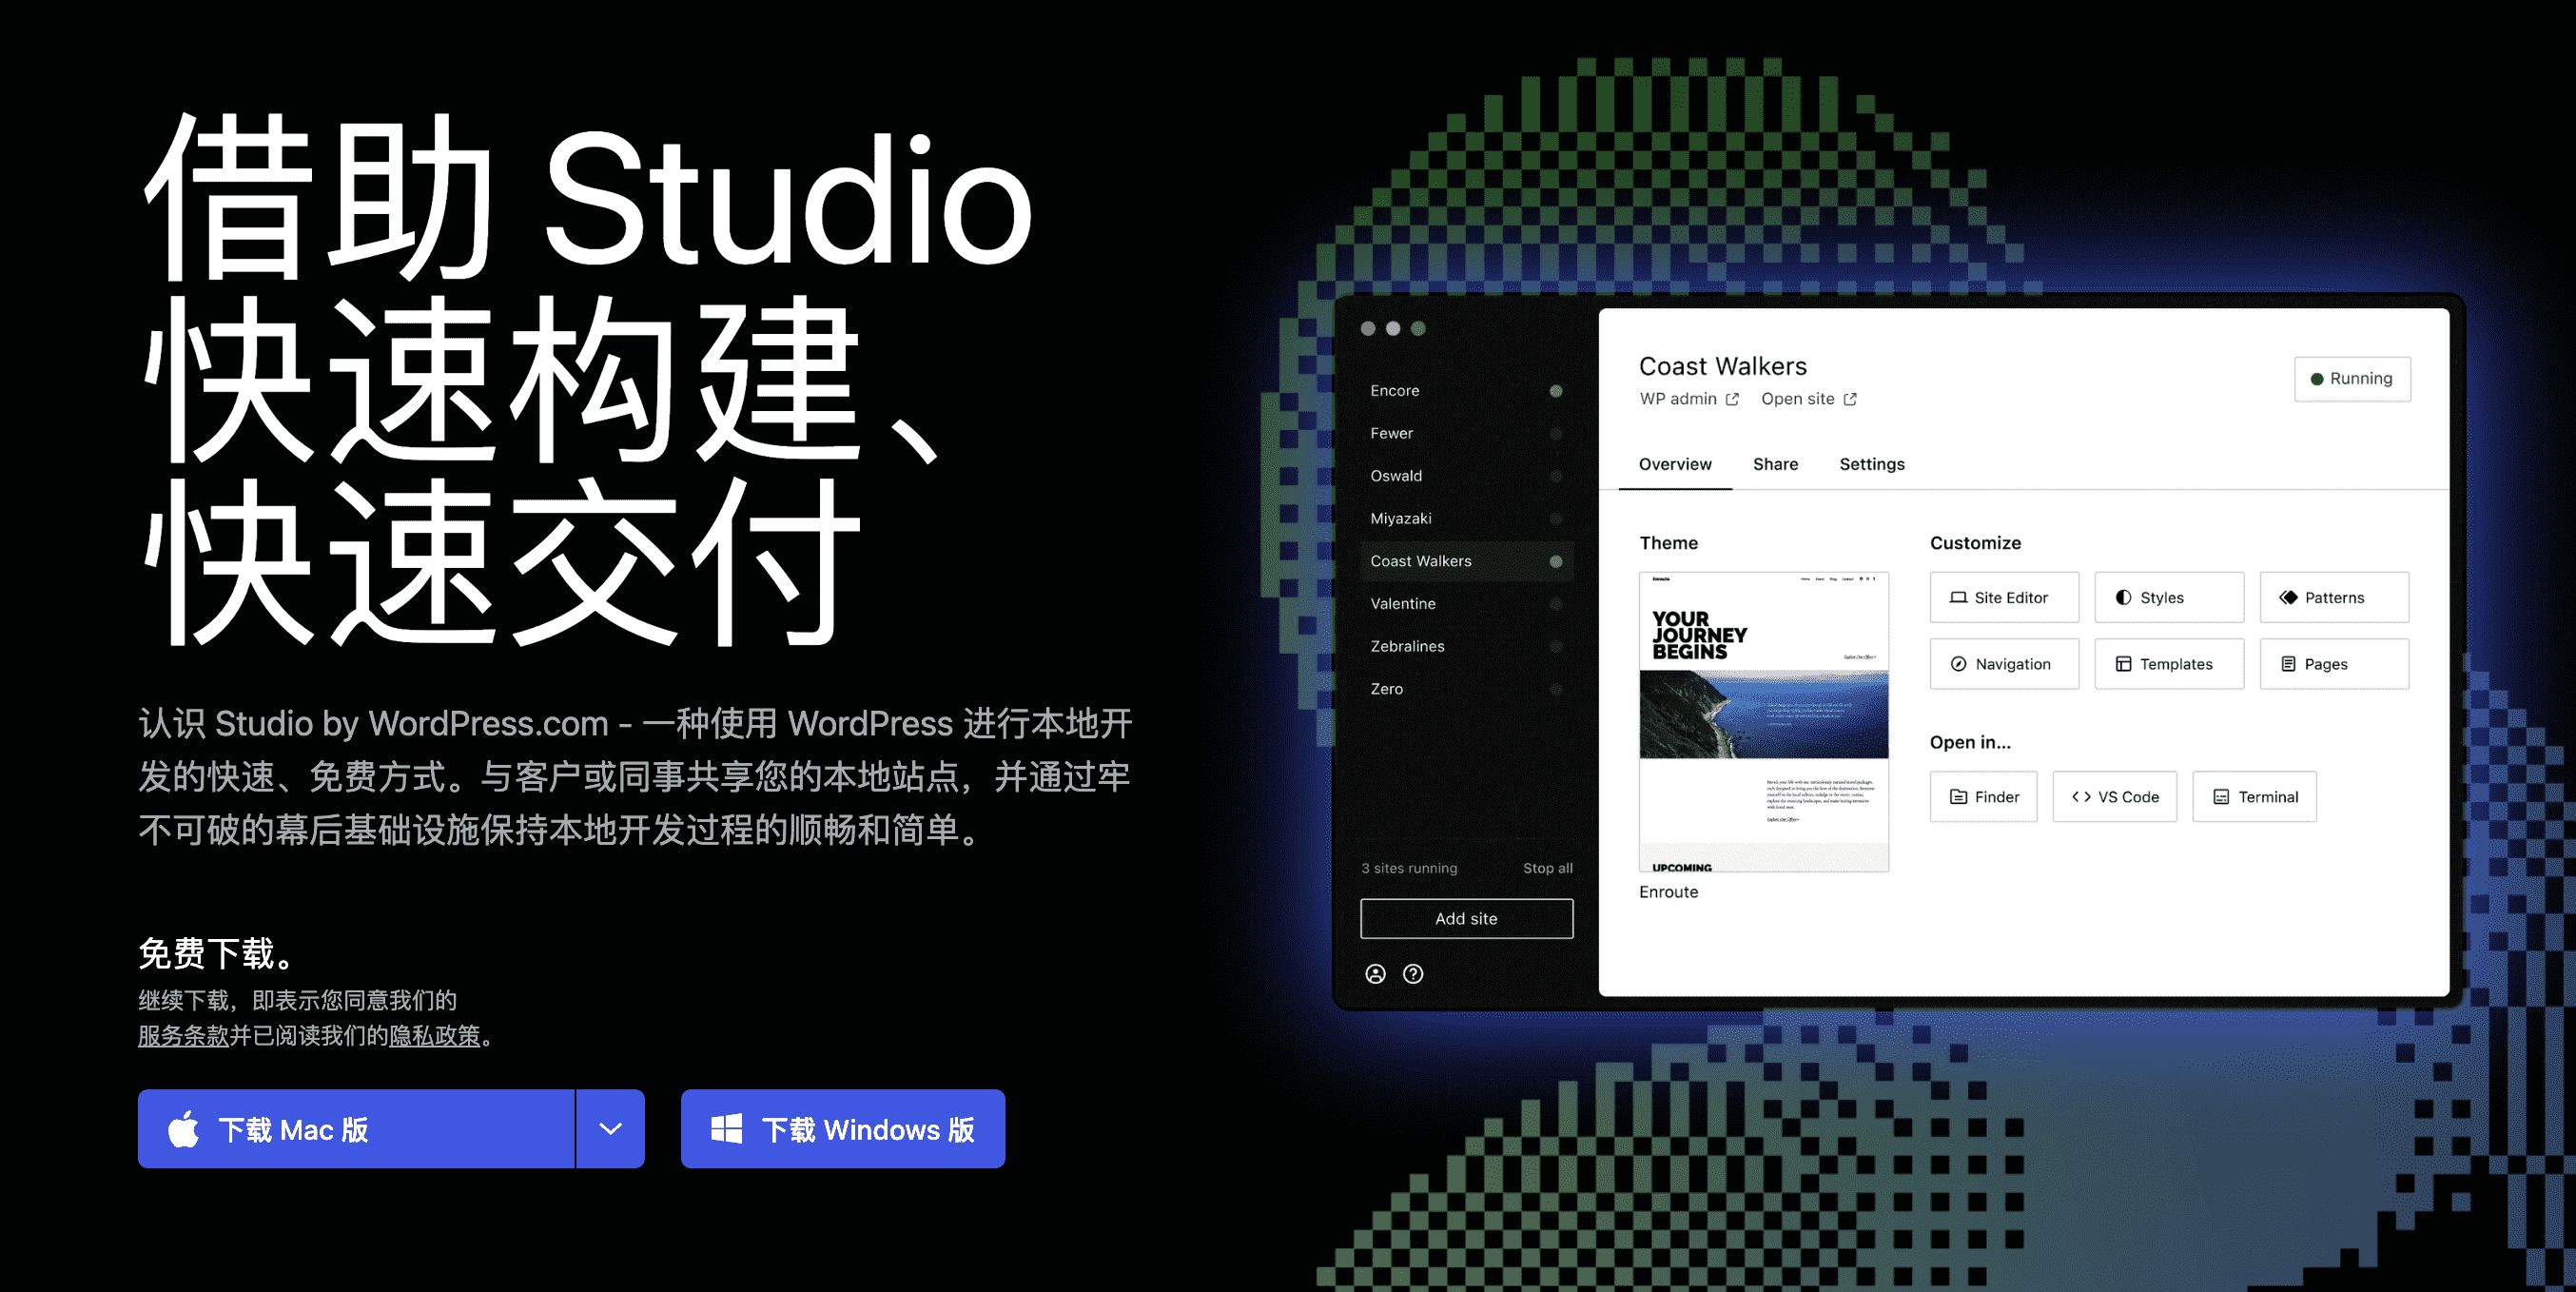 借助 Studio
快速构建、
快速交付
认识 Studio by WordPress.com - 一种使用 WordPress 进行本地开
发的快速、免费方式。与客户或同事共享您的本地站点，并通过牢
不可破的幕后基础设施保持本地开发过程的顺畅和简单。
免费下载。
继续下载，即表示您同意我们的
服务条款并已阅读我们的隐私政策。
下载 Mac 版
下载 Windows 版
Encore
Fewer
Oswald
Miyazaki
Coast Walkers
Valentine
Zebralines
Zero
3 sites running
Stop all
Add site
Coast Walkers
Running
WP admin
Open site
Overview
Share
Settings
Theme
YOUR
JOURNEY
BEGINS
UPCOMING
Enroute
Customize
Site Editor
Styles
Patterns
Navigation
Templates
Pages
Open in...
Finder
VS Code
Terminal